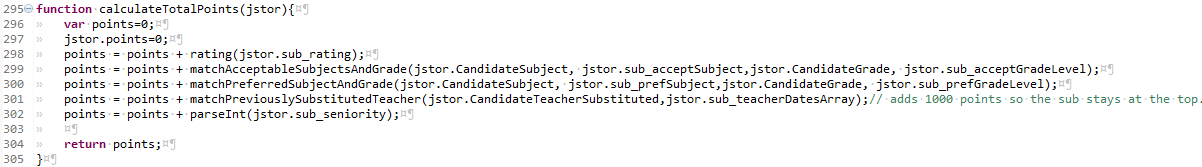 295 function calculateTotalPoints(jstor){
296 var points=0;
297 jstor.points=0;
298 points = points + rating(jstor.sub_rating);
299 points = points + matchAcceptableSubjectsAndGrade(jstor.CandidateSubject, jstor.sub_acceptSubject,jstor.CandidateGrade, jstor.sub_acceptGradeLevel);
300 points = points + matchPreferredSubjectAndGrade(jstor.CandidateSubject, jstor.sub_prefSubject,jstor.CandidateGrade, jstor.sub_prefGradeLevel);
301 points = points + matchPreviouslySubstitutedTeacher(jstor.CandidateTeacherSubstituted,jstor.sub_teacherDatesArray);// adds 1000 points so the sub stays at the top.
302 points = points + parseInt(jstor.sub_seniority);
303
304 return points;
305 }